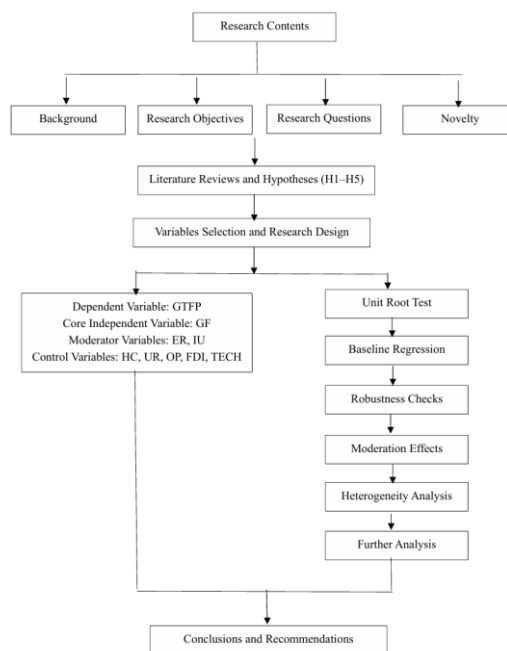 Research Contents
Background
Research Objectives
Research Questions
Novelty
Literature Reviews and Hypotheses (H1–H5)
Variables Selection and Research Design
Dependent Variable: GTFP
Core Independent Variable: GF
Moderator Variables: ER, IU
Control Variables: HC, UR, OP, FDI, TECH
Unit Root Test
Baseline Regression
Robustness Checks
Moderation Effects
Heterogeneity Analysis
Further Analysis
Conclusions and Recommendations